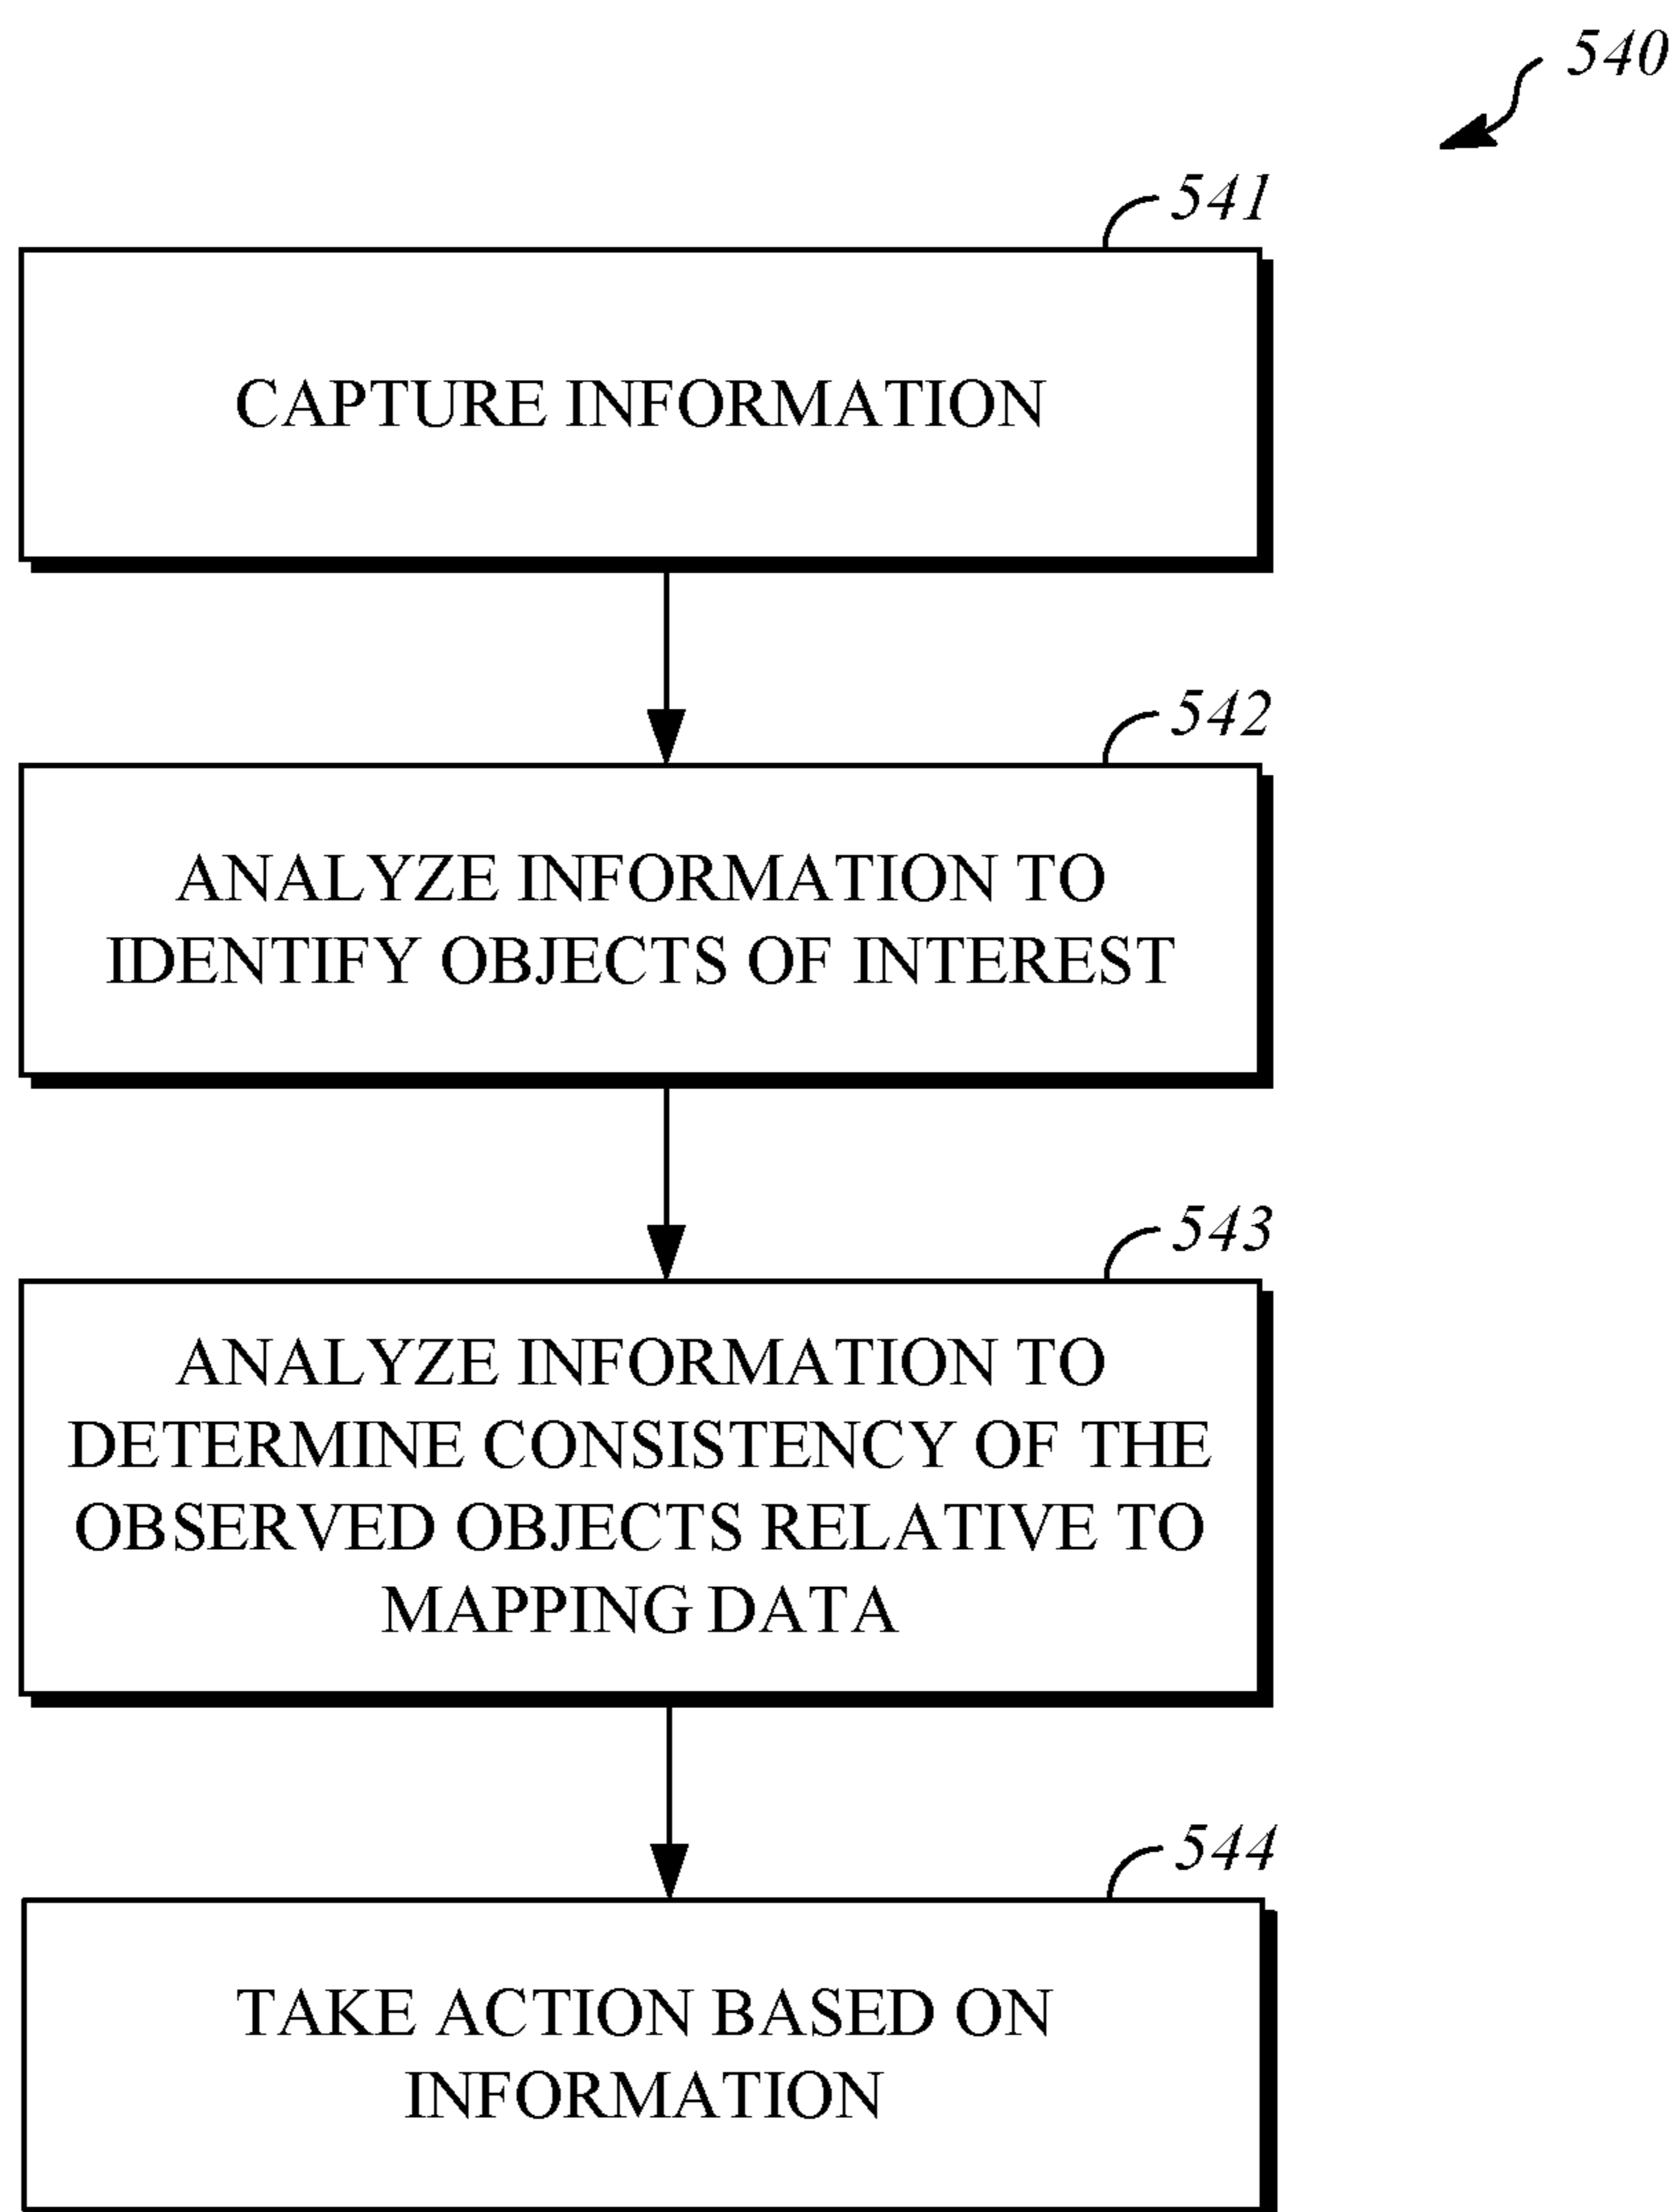 540
541
CAPTURE INFORMATION
542
ANALYZE INFORMATION TO
IDENTIFY OBJECTS OF INTEREST
543
ANALYZE INFORMATION TO
DETERMINE CONSISTENCY OF THE
OBSERVED OBJECTS RELATIVE TO
MAPPING DATA
544
TAKE ACTION BASED ON
INFORMATION